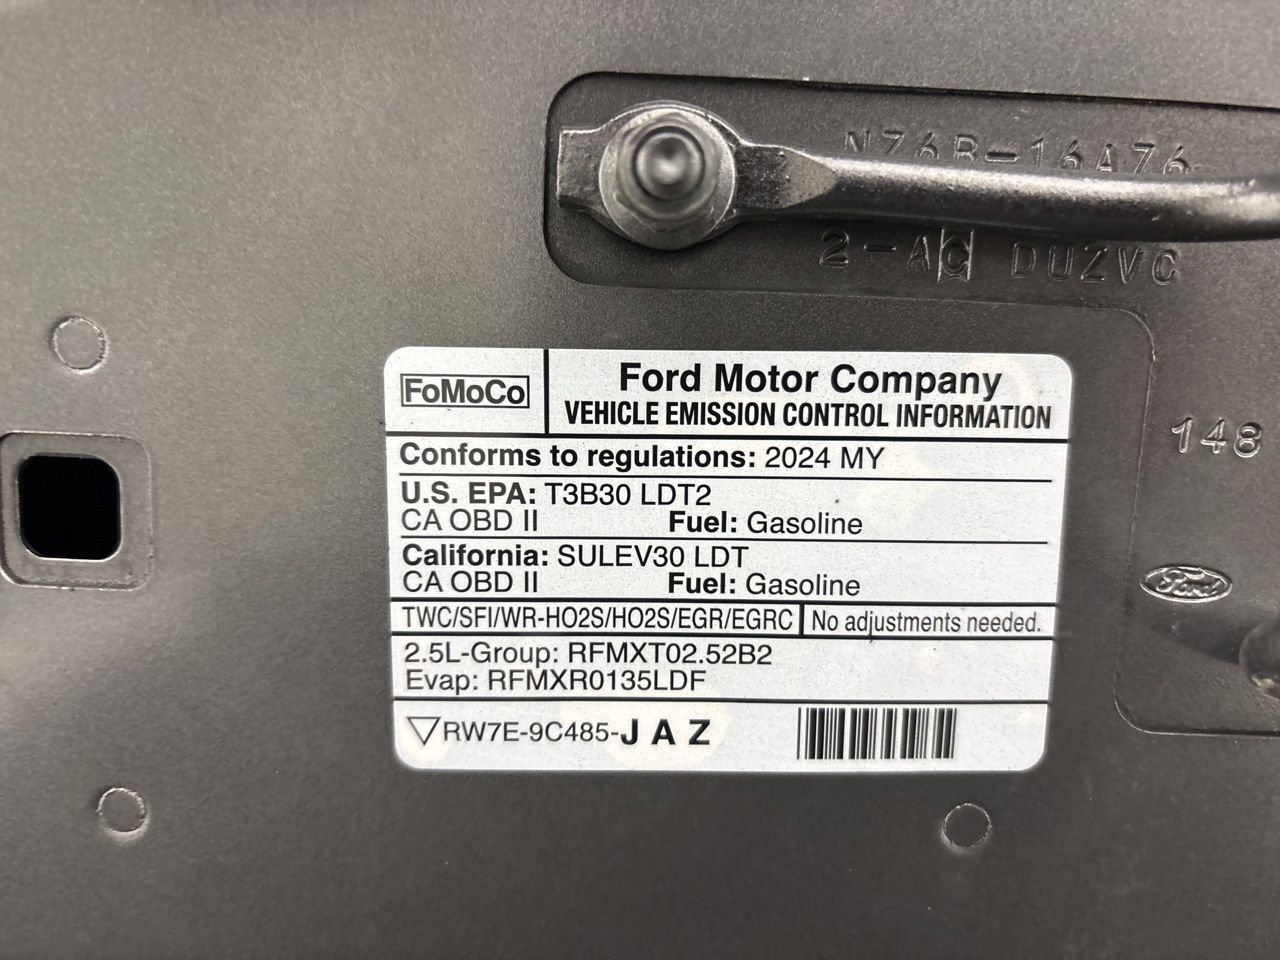 NZ6B-16A76-
2-AC DUZVC
FoMoCo
Ford Motor Company
VEHICLE EMISSION CONTROL INFORMATION
Conforms to regulations: 2024 MY
U.S. EPA: T3B30 LDT2
CA OBD II Fuel: Gasoline
California: SULEV30 LDT
CA OBD II Fuel: Gasoline
TWC/SFI/WR-HO2S/HO2S/EGR/EGRC No adjustments needed.
2.5L-Group: RFMXT02.52B2
Evap: RFMXR0135LDF
RW7E-9C485-J A Z
148
Ford